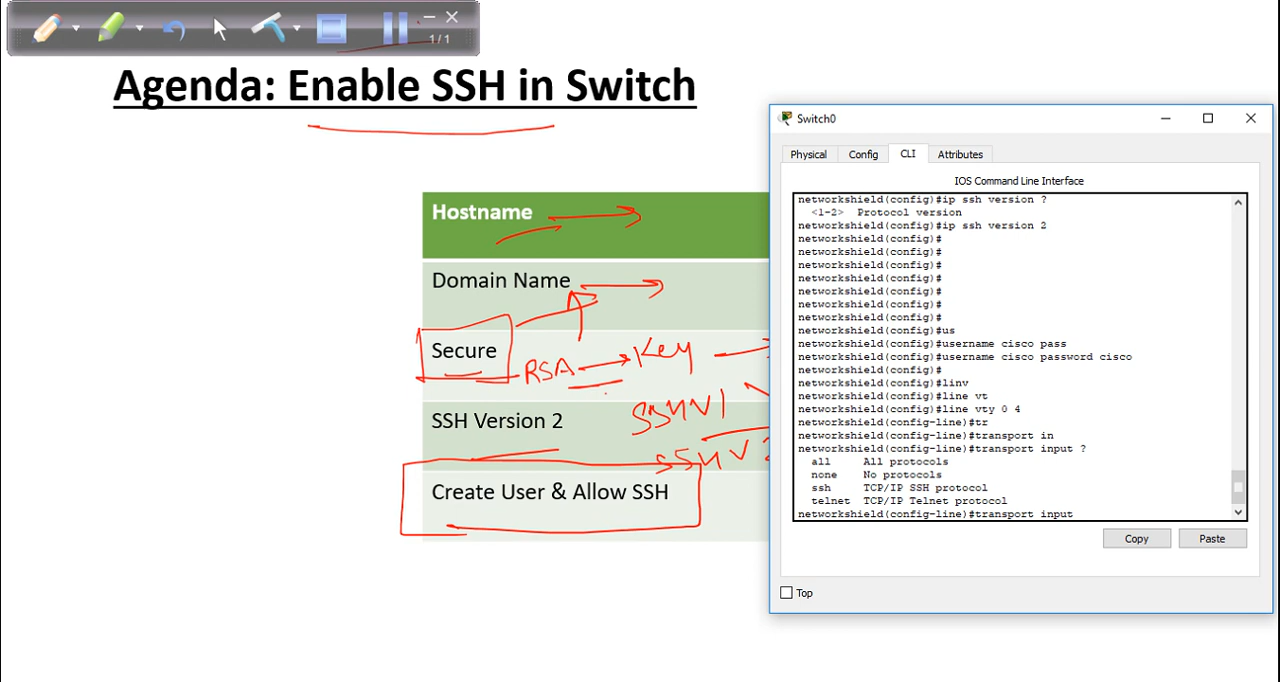 1/1
Agenda: Enable SSH in Switch
Hostname
Domain Name
Secure
RSA
Key
SSH Version 2
SSHV1
SSHV2
Create User & Allow SSH
Switch0
Physical
Config
CLI
Attributes
IOS Command Line Interface
networkshield(config)#ip ssh version ?
<1-2> Protocol version
networkshield(config)#ip ssh version 2
networkshield(config)#
networkshield(config)#
networkshield(config)#
networkshield(config)#
networkshield(config)#
networkshield(config)#
networkshield(config)#
networkshield(config)#us
networkshield(config)#username cisco pass
networkshield(config)#username cisco password cisco
networkshield(config)#
networkshield(config)#linv
networkshield(config)#line vt
networkshield(config)#line vty 0 4
networkshield(config-line)#tr
networkshield(config-line)#transport in
networkshield(config-line)#transport input ?
all All protocols
none No protocols
ssh TCP/IP SSH protocol
telnet TCP/IP Telnet protocol
networkshield(config-line)#transport input
Copy
Paste
Top